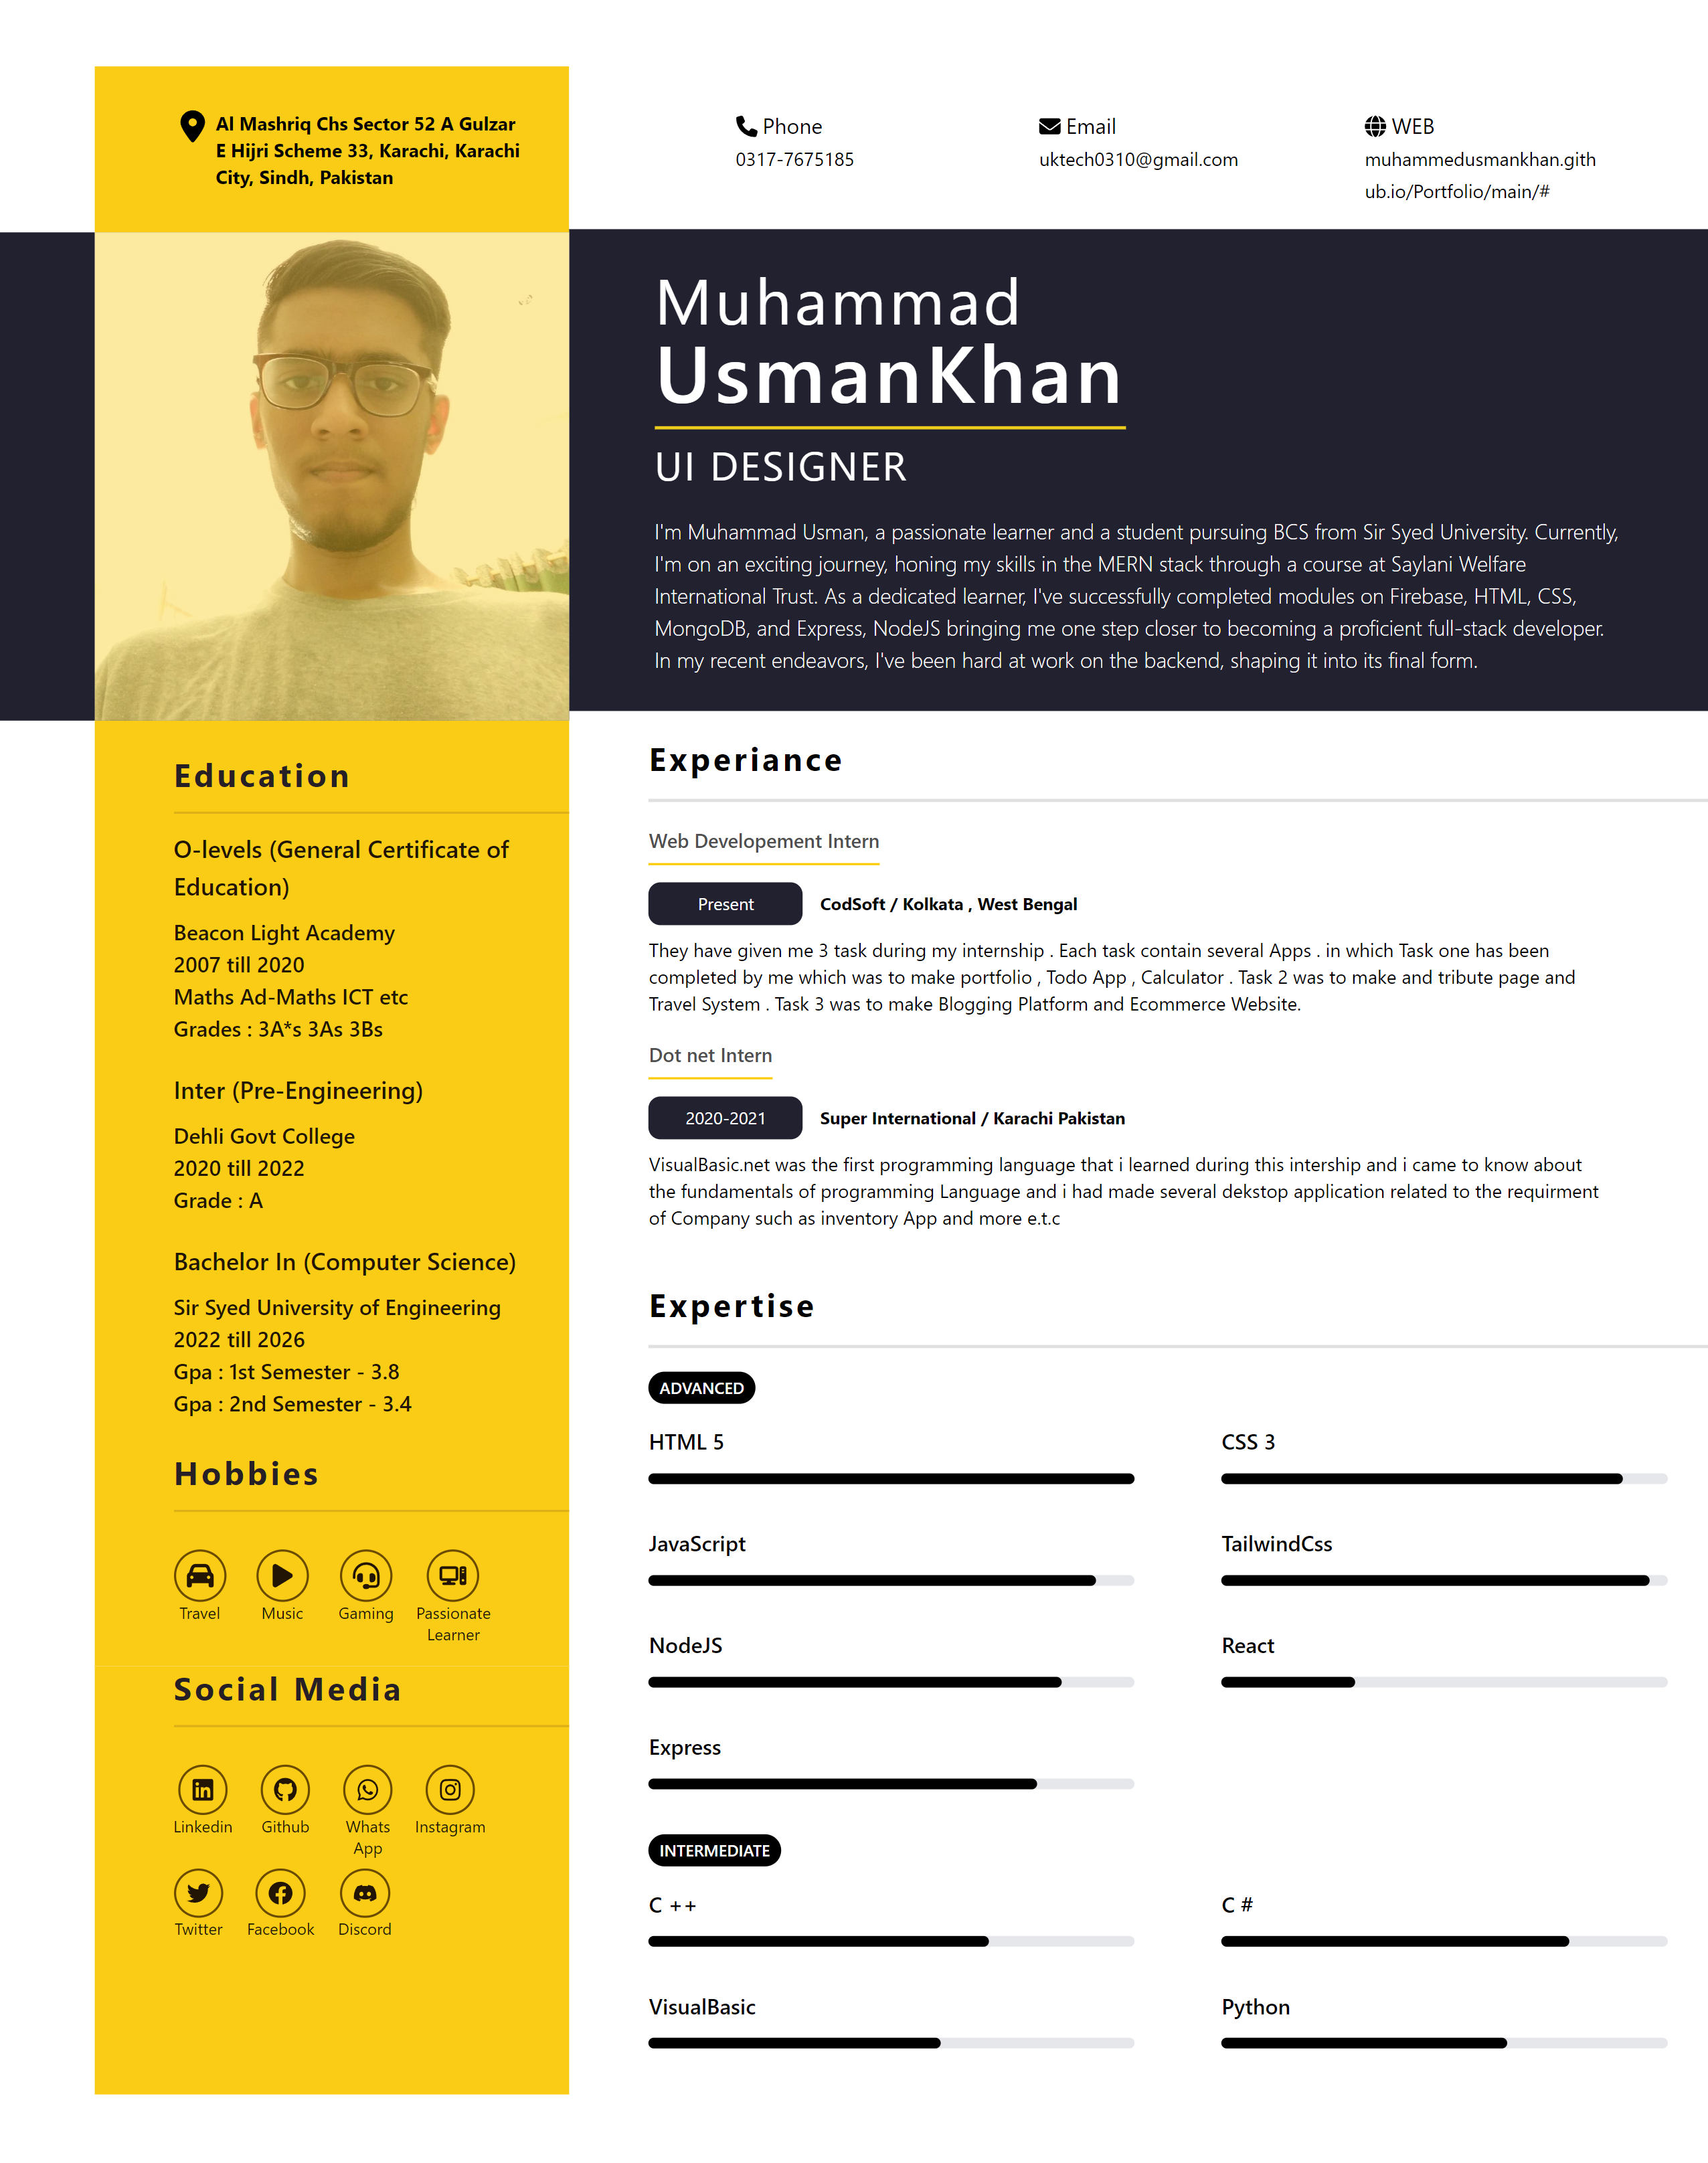 Al Mashriq Chs Sector 52 A Gulzar
E Hijri Scheme 33, Karachi, Karachi
City, Sindh, Pakistan
Phone
0317-7675185
Email
uktech0310@gmail.com
WEB
muhammedusmankhan.gith
ub.io/Portfolio/main/#
Muhammad
UsmanKhan
UI DESIGNER
I'm Muhammad Usman, a passionate learner and a student pursuing BCS from Sir Syed University. Currently,
I'm on an exciting journey, honing my skills in the MERN stack through a course at Saylani Welfare
International Trust. As a dedicated learner, I've successfully completed modules on Firebase, HTML, CSS,
MongoDB, and Express, NodeJS bringing me one step closer to becoming a proficient full-stack developer.
In my recent endeavors, I've been hard at work on the backend, shaping it into its final form.
Education
O-levels (General Certificate of
Education)
Beacon Light Academy
2007 till 2020
Maths Ad-Maths ICT etc
Grades : 3A*s 3As 3Bs
Inter (Pre-Engineering)
Dehli Govt College
2020 till 2022
Grade : A
Bachelor In (Computer Science)
Sir Syed University of Engineering
2022 till 2026
Gpa : 1st Semester - 3.8
Gpa : 2nd Semester - 3.4
Hobbies
Travel
Music
Gaming
Passionate
Learner
Social Media
Linkedin
Github
Whats
App
Instagram
Twitter
Facebook
Discord
Experiance
Web Developement Intern
Present
CodSoft / Kolkata , West Bengal
They have given me 3 task during my internship . Each task contain several Apps . in which Task one has been
completed by me which was to make portfolio , Todo App , Calculator . Task 2 was to make and tribute page and
Travel System . Task 3 was to make Blogging Platform and Ecommerce Website.
Dot net Intern
2020-2021
Super International / Karachi Pakistan
VisualBasic.net was the first programming language that i learned during this intership and i came to know about
the fundamentals of programming Language and i had made several dekstop application related to the requirment
of Company such as inventory App and more e.t.c
Expertise
ADVANCED
HTML 5
CSS 3
JavaScript
TailwindCss
NodeJS
React
Express
INTERMEDIATE
C ++
C #
VisualBasic
Python